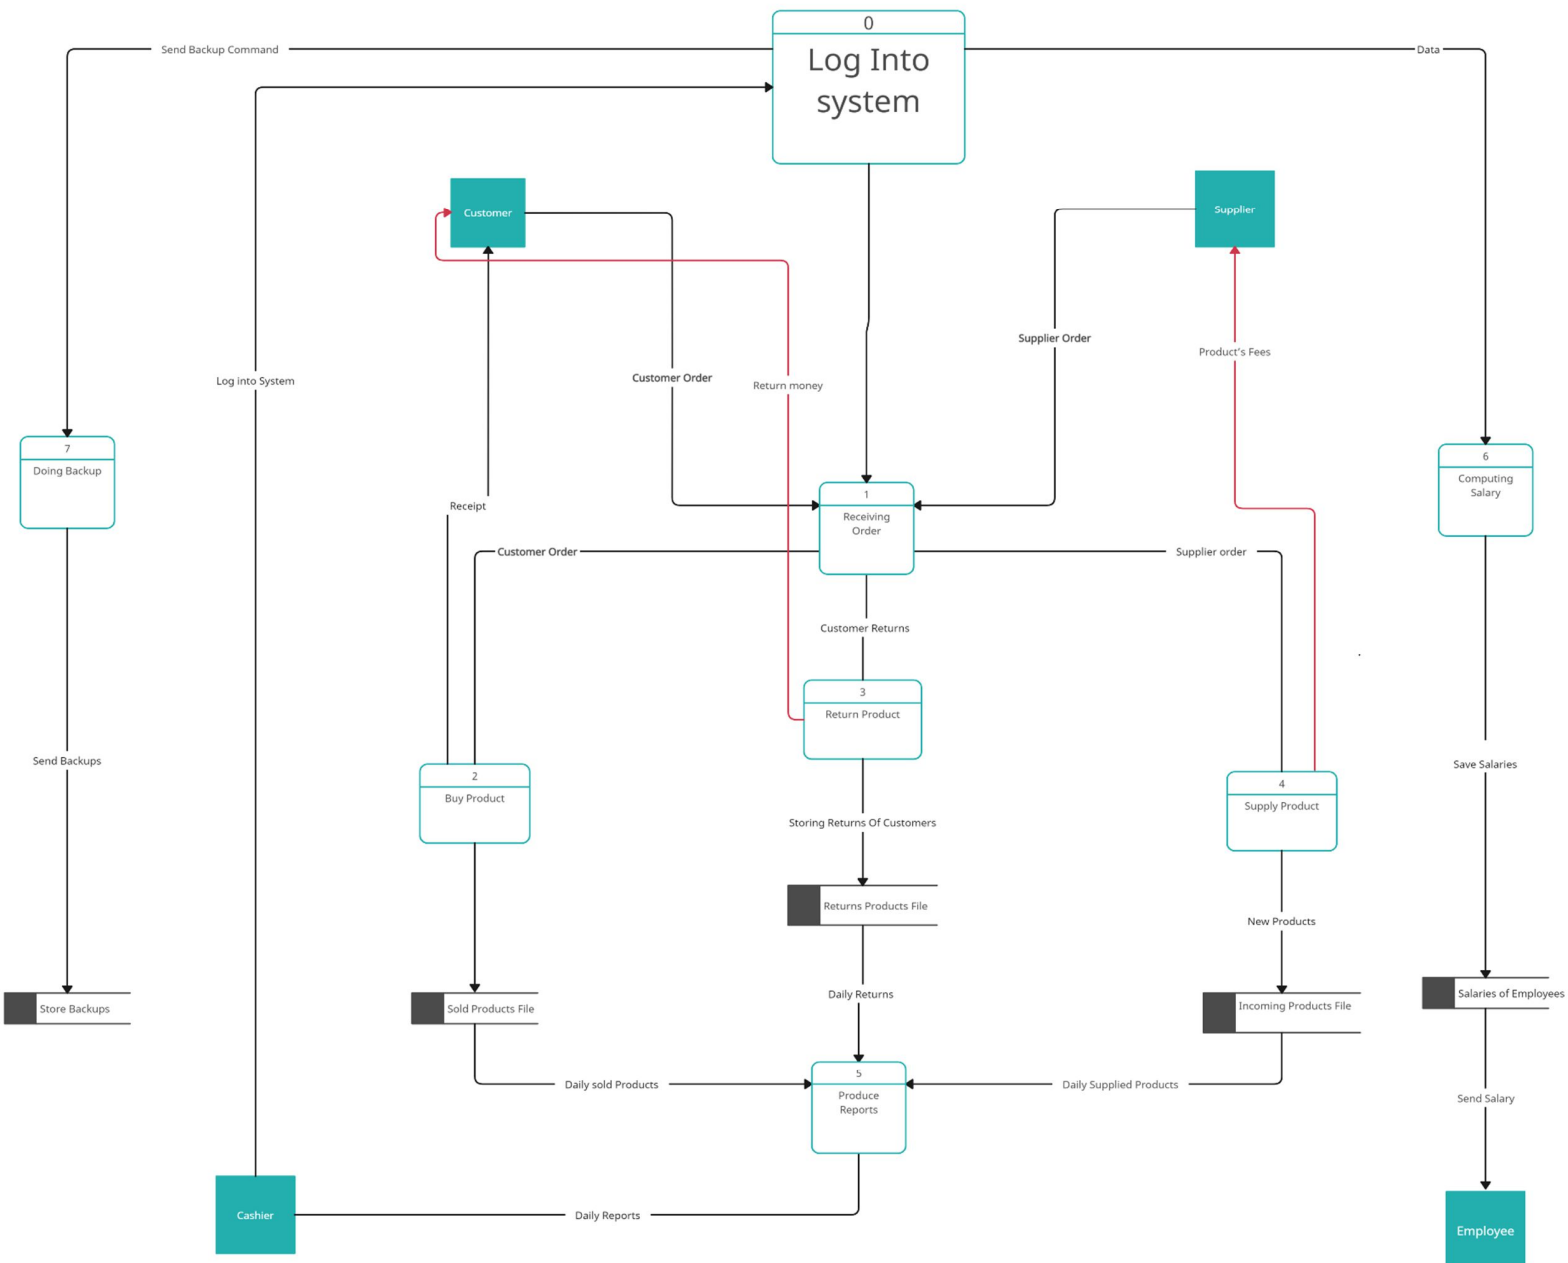 0
Log Into
system
Send Backup Command
Data
Customer
Supplier
Supplier Order
Product's Fees
Customer Order
Return money
Log into System
7
Doing Backup
6
Computing
Salary
1
Receiving
Order
Receipt
Customer Order
Supplier order
Customer Returns
3
Return Product
Send Backups
Save Salaries
2
Buy Product
4
Supply Product
Storing Returns Of Customers
Returns Products File
New Products
Daily Returns
Store Backups
Sold Products File
Incoming Products File
Salaries of Employees
5
Produce
Reports
Daily sold Products
Daily Supplied Products
Send Salary
Cashier
Daily Reports
Employee